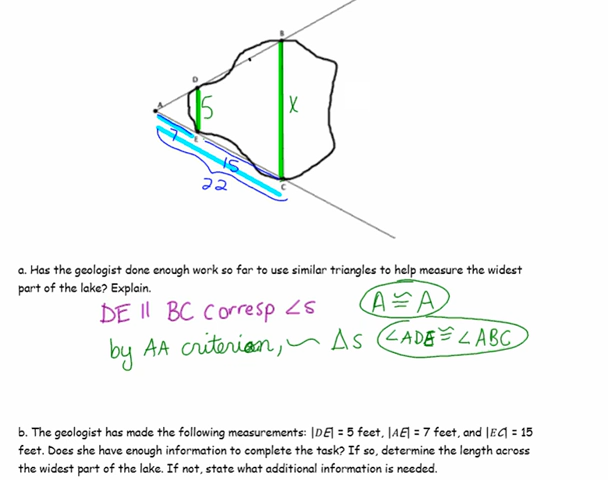 B
D
A
5
X
E
7
15
C
22
a. Has the geologist done enough work so far to use similar triangles to help measure the widest
part of the lake? Explain.
DE || BC corresp ∠s
A ≅ A
by AA criterion, ~ Δs
∠ADE ≅ ∠ABC
b. The geologist has made the following measurements: |DE| = 5 feet, |AE| = 7 feet, and |EC| = 15
feet. Does she have enough information to complete the task? If so, determine the length across
the widest part of the lake. If not, state what additional information is needed.